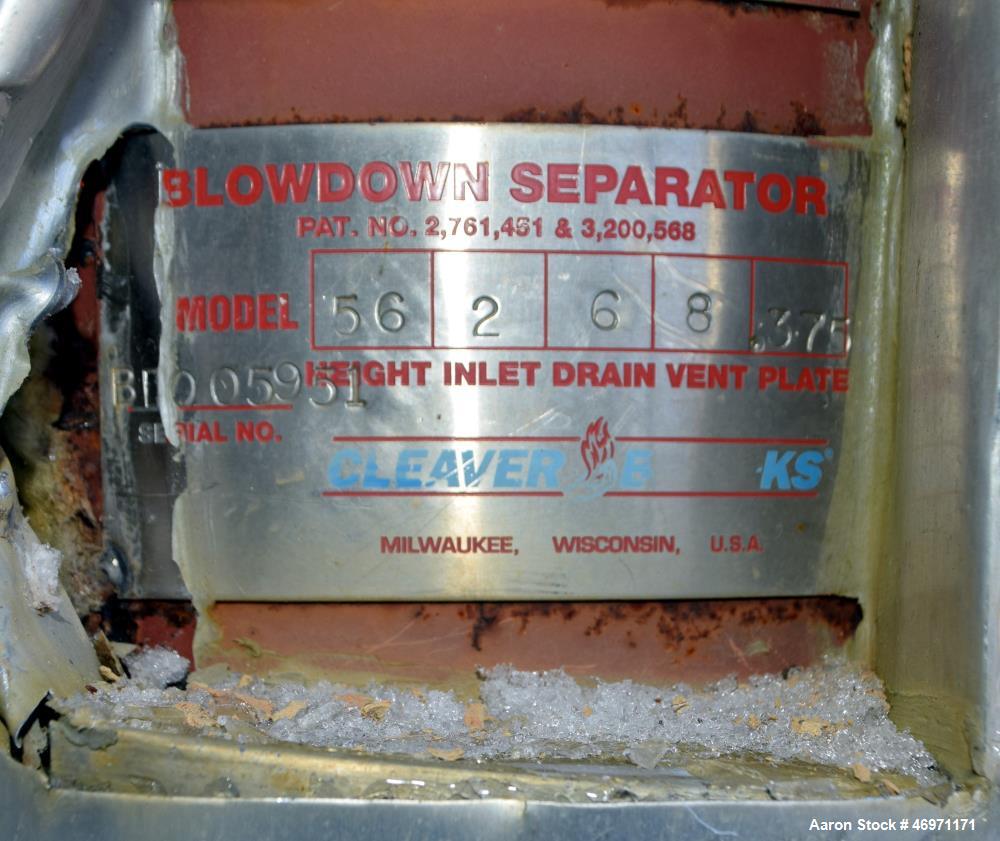 BLOWDOWN SEPARATOR
PAT. NO. 2,761,451 & 3,200,568
MODEL 56 2 6 8 .375
HEIGHT INLET DRAIN VENT PLATE
SERIAL NO.
CLEAVER B KS®
MILWAUKEE, WISCONSIN, U.S.A.
Aaron Stock # 46971171